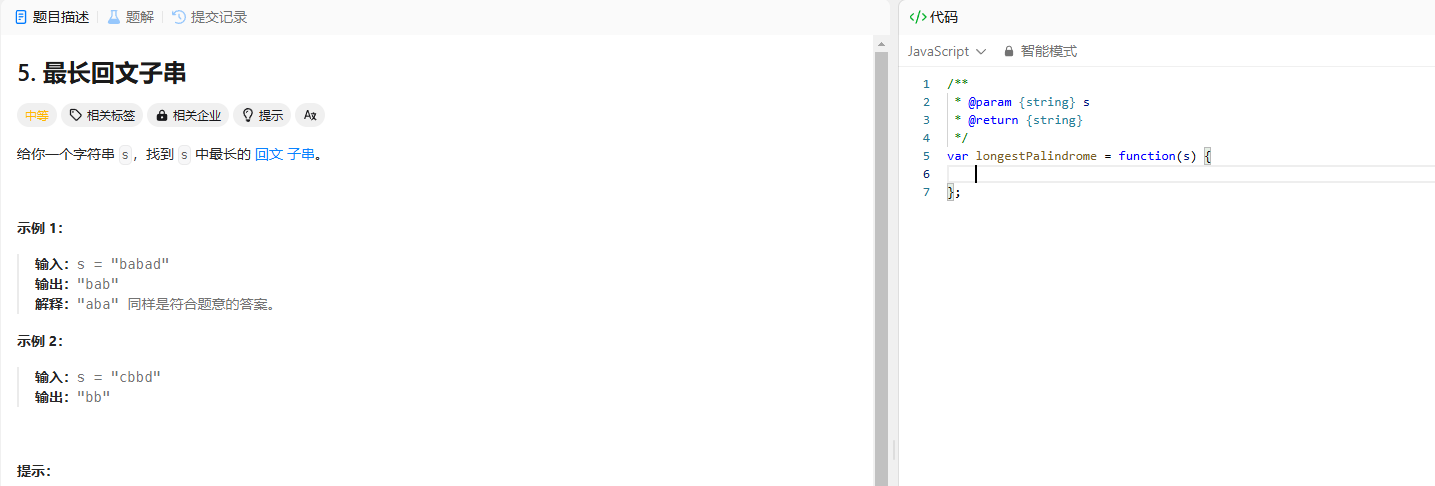 题目描述 题解 提交记录
5. 最长回文子串
中等 相关标签 相关企业 提示
给你一个字符串 s，找到 s 中最长的 回文 子串。
示例 1：
输入：s = "babad"
输出："bab"
解释："aba" 同样是符合题意的答案。
示例 2：
输入：s = "cbbd"
输出："bb"
提示：
</> 代码
JavaScript 智能模式
1 /**
2  * @param {string} s
3  * @return {string}
4  */
5 var longestPalindrome = function(s) {
6
7 };